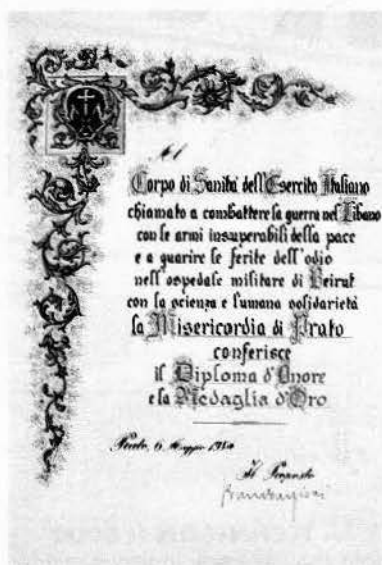 Al
Corpo di Sanità dell'Esercito Italiano
chiamato a combattere la guerra nel Libano
con le armi insuperabili della pace
e a guarire le ferite dell'odio
nell'ospedale militare di Beirut
con la scienza e l'umana solidarietà
la Misericordia di Prato
conferisce
il Diploma d'Onore
e la Medaglia d'Oro
Prato, 6 Maggio 1984
Il Proposto